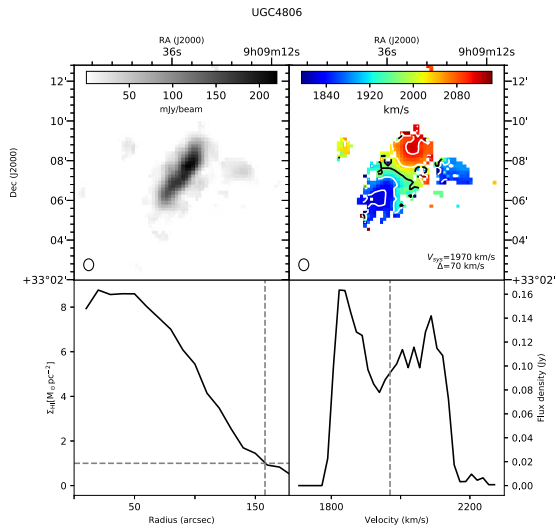 UGC4806
RA (J2000)
36s 9h09m12s
RA (J2000)
36s 9h09m12s
50 100 150 200
mJy/beam
1840 1920 2000 2080
km/s
12'
10'
08'
06'
04'
+33°02'
Dec (J2000)
12'
10'
08'
06'
04'
+33°02'
V_sys=1970 km/s
Δ=70 km/s
8
6
4
2
0
Σ_HI[M☉pc⁻²]
50 100 150
Radius (arcsec)
0.16
0.14
0.12
0.10
0.08
0.06
0.04
0.02
0.00
Flux density (Jy)
1800 2000 2200
Velocity (km/s)